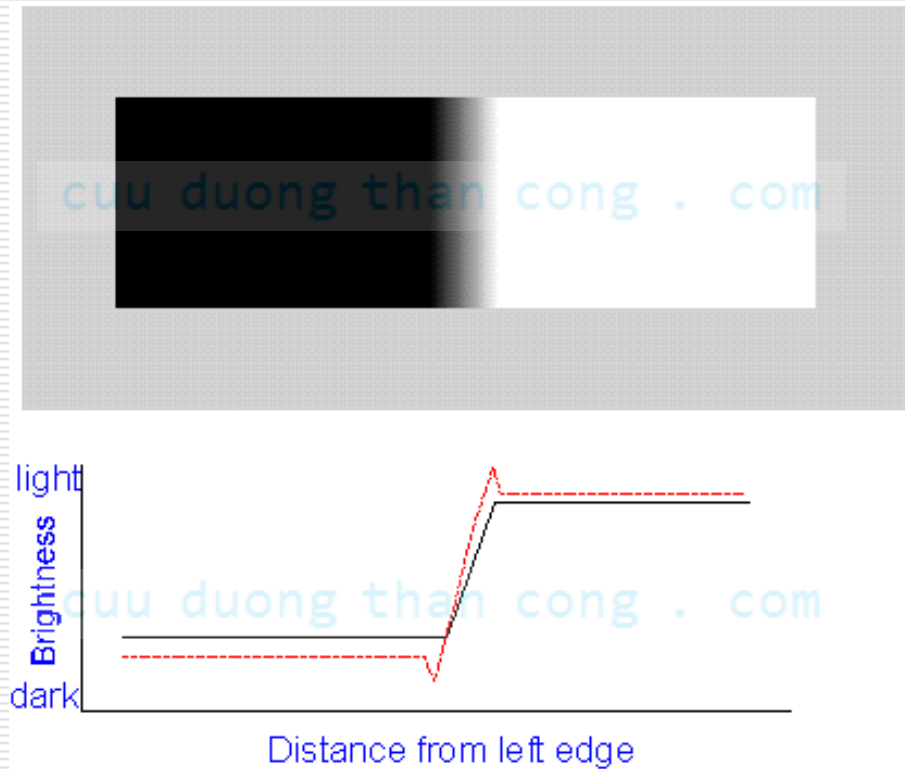 cuu duong than cong . com
light
Brightness
cuu duong than cong . com
dark
Distance from left edge